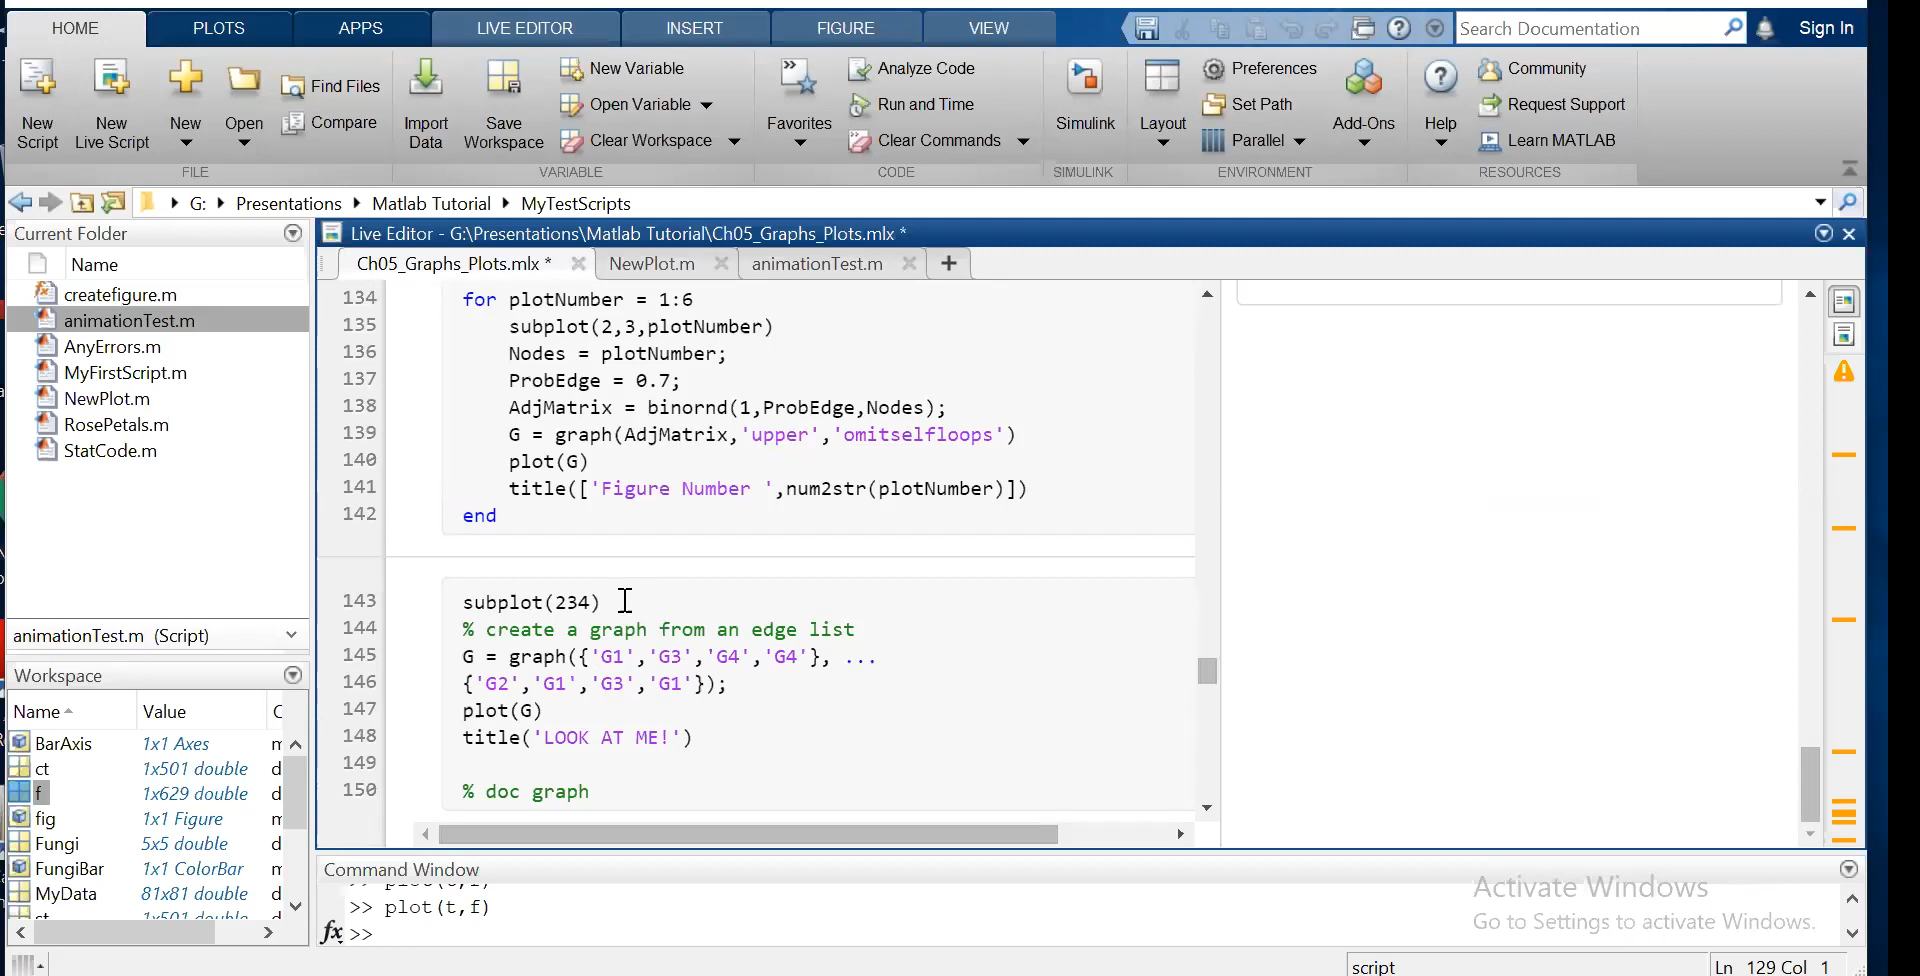 HOME PLOTS APPS LIVE EDITOR INSERT FIGURE VIEW Search Documentation Sign In
New Script
New Live Script
New
Open
Find Files
Compare
FILE
Import Data
Save Workspace
New Variable
Open Variable
Clear Workspace
VARIABLE
Favorites
Analyze Code
Run and Time
Clear Commands
CODE
Simulink
SIMULINK
Layout
Preferences
Set Path
Parallel
Add-Ons
ENVIRONMENT
Help
Community
Request Support
Learn MATLAB
RESOURCES
G: Presentations Matlab Tutorial MyTestScripts
Current Folder
Name
createfigure.m
animationTest.m
AnyErrors.m
MyFirstScript.m
NewPlot.m
RosePetals.m
StatCode.m
animationTest.m (Script)
Workspace
Name Value C
BarAxis 1x1 Axes m
ct 1x501 double d
f 1x629 double d
fig 1x1 Figure m
Fungi 5x5 double d
FungiBar 1x1 ColorBar m
MyData 81x81 double d
st 1x501 double d
Live Editor - G:\Presentations\Matlab Tutorial\Ch05_Graphs_Plots.mlx *
Ch05_Graphs_Plots.mlx * NewPlot.m animationTest.m
134 for plotNumber = 1:6
135 subplot(2,3,plotNumber)
136 Nodes = plotNumber;
137 ProbEdge = 0.7;
138 AdjMatrix = binornd(1,ProbEdge,Nodes);
139 G = graph(AdjMatrix,'upper','omitselfloops')
140 plot(G)
141 title(['Figure Number ',num2str(plotNumber)])
142 end
143 subplot(234)
144 % create a graph from an edge list
145 G = graph({'G1','G3','G4','G4'}, ...
146 {'G2','G1','G3','G1'});
147 plot(G)
148 title('LOOK AT ME!')
149
150 % doc graph
Command Window
>> plot(t,f)
>> plot(t,f)
fx >>
Activate Windows
Go to Settings to activate Windows.
script Ln 129 Col 1